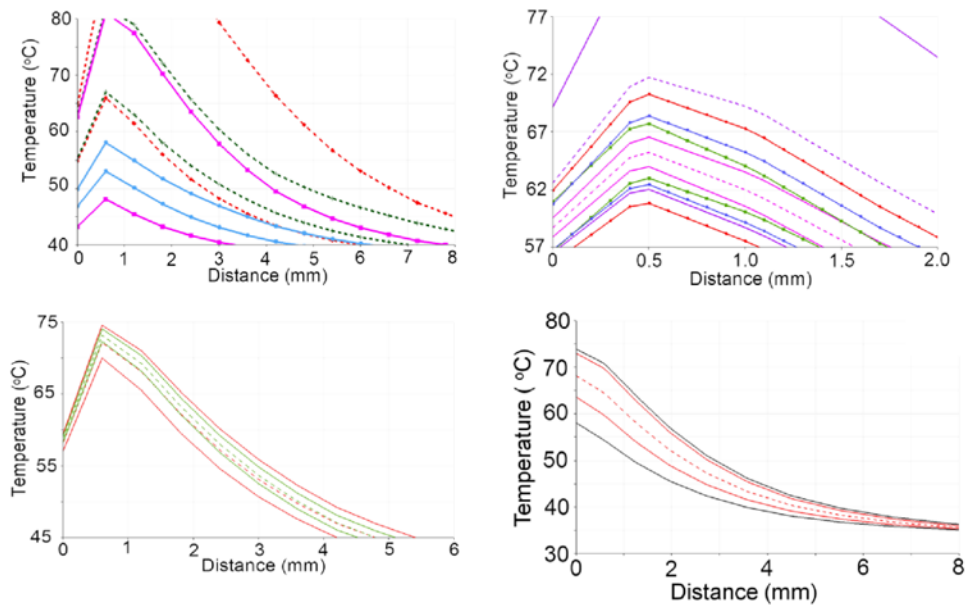 80
70
60
50
40
Temperature (°C)
0 1 2 3 4 5 6 7 8
Distance (mm)
77
72
67
62
57
Temperature (°C)
0 0.5 1.0 1.5 2.0
Distance (mm)
75
65
55
45
Temperature (°C)
0 1 2 3 4 5 6
Distance (mm)
80
70
60
50
40
30
Temperature ( °C)
0 2 4 6 8
Distance (mm)